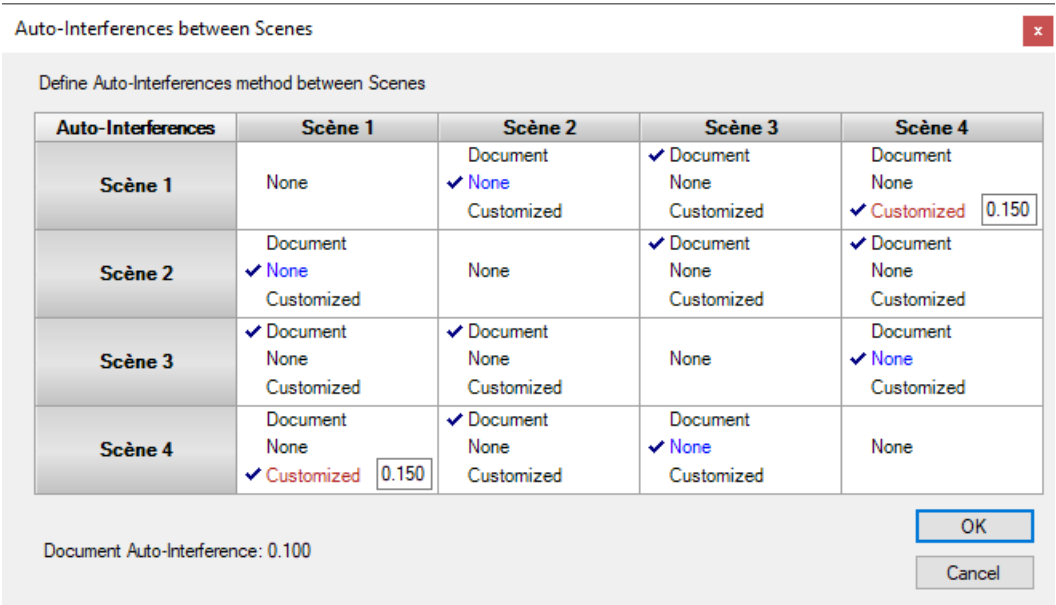 Auto-Interferences between Scenes
x
Define Auto-Interferences method between Scenes
Auto-Interferences Scène 1 Scène 2 Scène 3 Scène 4
Document Document Document
Scène 1 None None None None
Customized Customized Customized 0.150
Document Document Document
Scène 2 None None None None
Customized Customized Customized
Document Document Document
Scène 3 None None None None
Customized Customized Customized
Document Document Document
Scène 4 None None None None
Customized 0.150 Customized Customized
OK
Document Auto-Interference: 0.100
Cancel